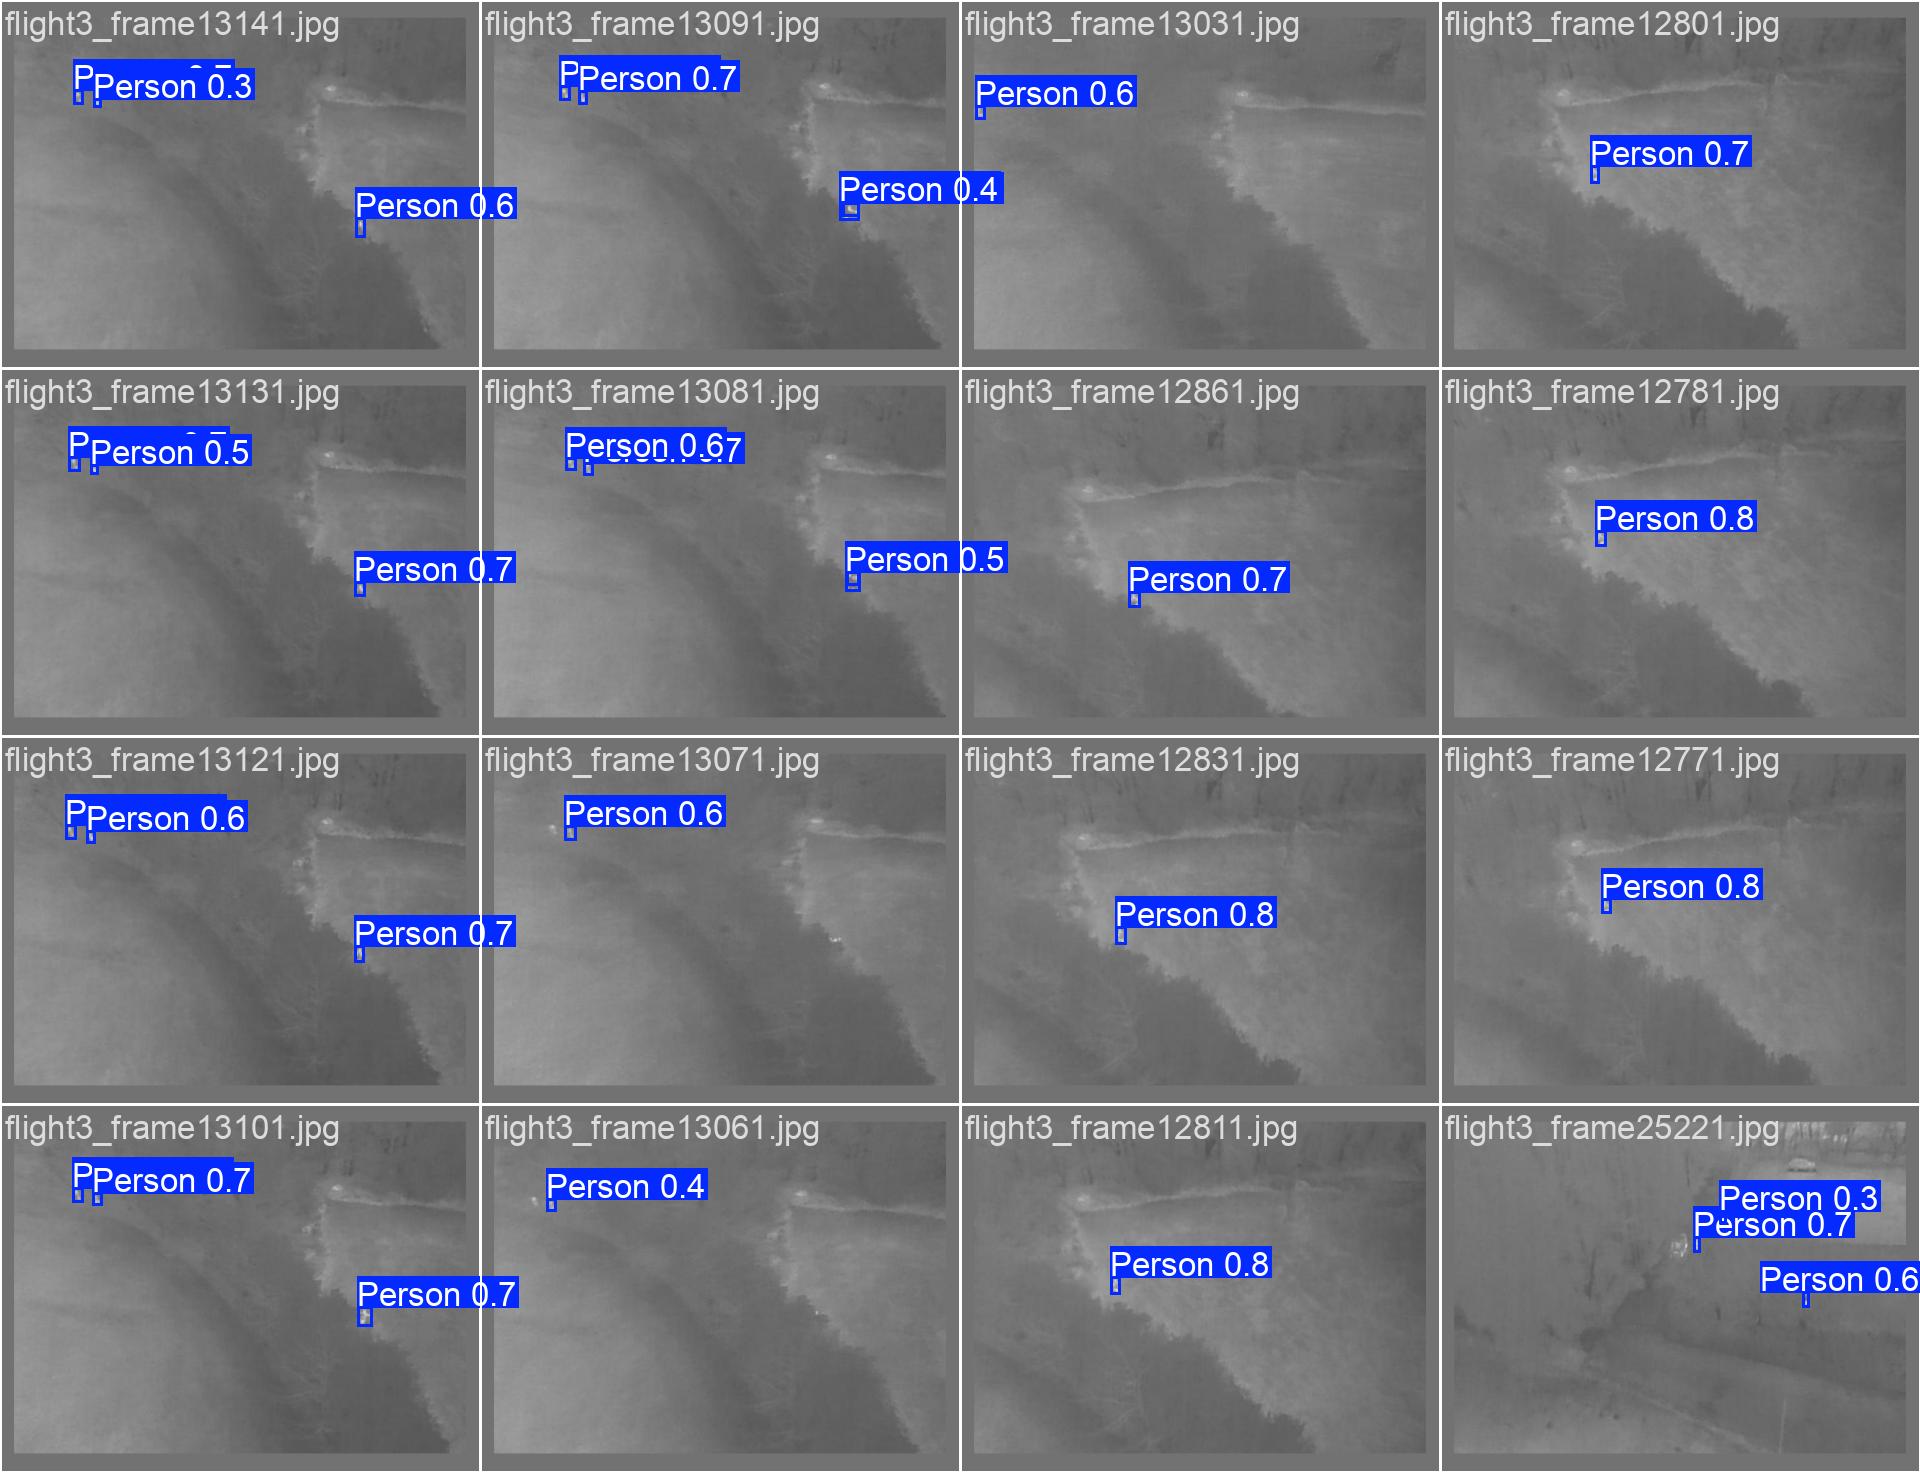 flight3_frame13141.jpg
P
Person 0.3
Person 0.6
flight3_frame13091.jpg
P
Person 0.7
Person 0.4
flight3_frame13031.jpg
Person 0.6
flight3_frame12801.jpg
Person 0.7
flight3_frame13131.jpg
P
Person 0.5
Person 0.7
flight3_frame13081.jpg
Person 0.6
7
Person 0.5
flight3_frame12861.jpg
Person 0.7
flight3_frame12781.jpg
Person 0.8
flight3_frame13121.jpg
P
Person 0.6
Person 0.7
flight3_frame13071.jpg
Person 0.6
flight3_frame12831.jpg
Person 0.8
flight3_frame12771.jpg
Person 0.8
flight3_frame13101.jpg
P
Person 0.7
Person 0.7
flight3_frame13061.jpg
Person 0.4
flight3_frame12811.jpg
Person 0.8
flight3_frame25221.jpg
Person 0.3
Person 0.7
Person 0.6